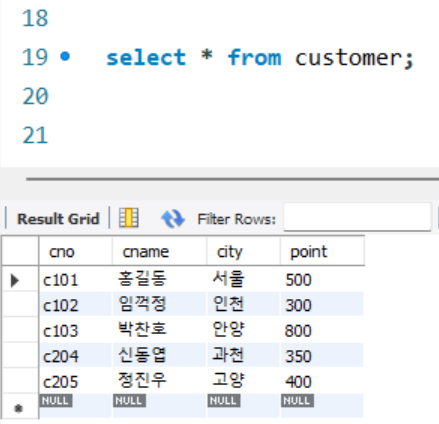 18
19 select * from customer;
20
21
Result Grid Filter Rows:
cno cname city point
c101 홍길동 서울 500
c102 임꺽정 인천 300
c103 박찬호 안양 800
c204 신동엽 과천 350
c205 정진우 고양 400
NULL NULL NULL NULL